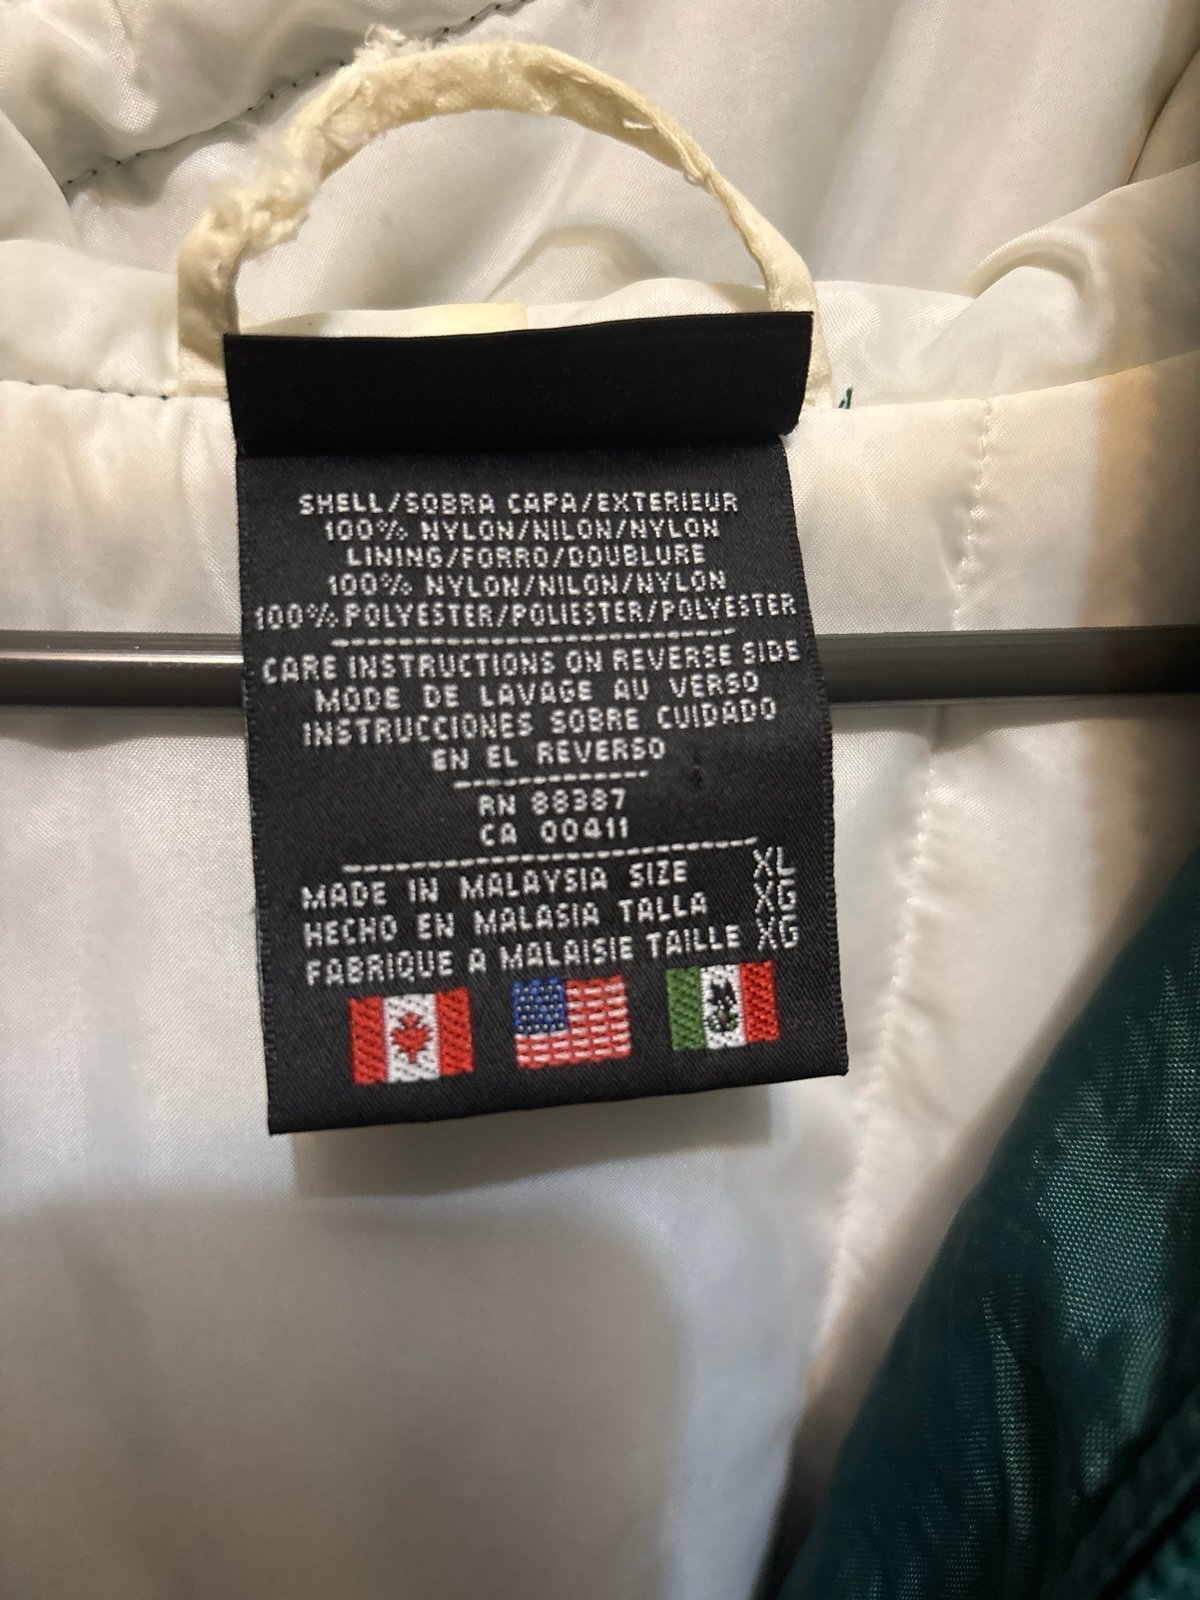 SHELL/SOBRA CAPA/EXTERIEUR
100% NYLON/NILON/NYLON
LINING/FORRO/DOUBLURE
100% NYLON/NILON/NYLON
100% POLYESTER/POLIESTER/POLYESTER
CARE INSTRUCTIONS ON REVERSE SIDE
MODE DE LAVAGE AU VERSO
INSTRUCCIONES SOBRE CUIDADO
EN EL REVERSO
RN 88387
CA 00411
MADE IN MALAYSIA SIZE XL
HECHO EN MALASIA TALLA XG
FABRIQUE A MALAISIE TAILLE XG